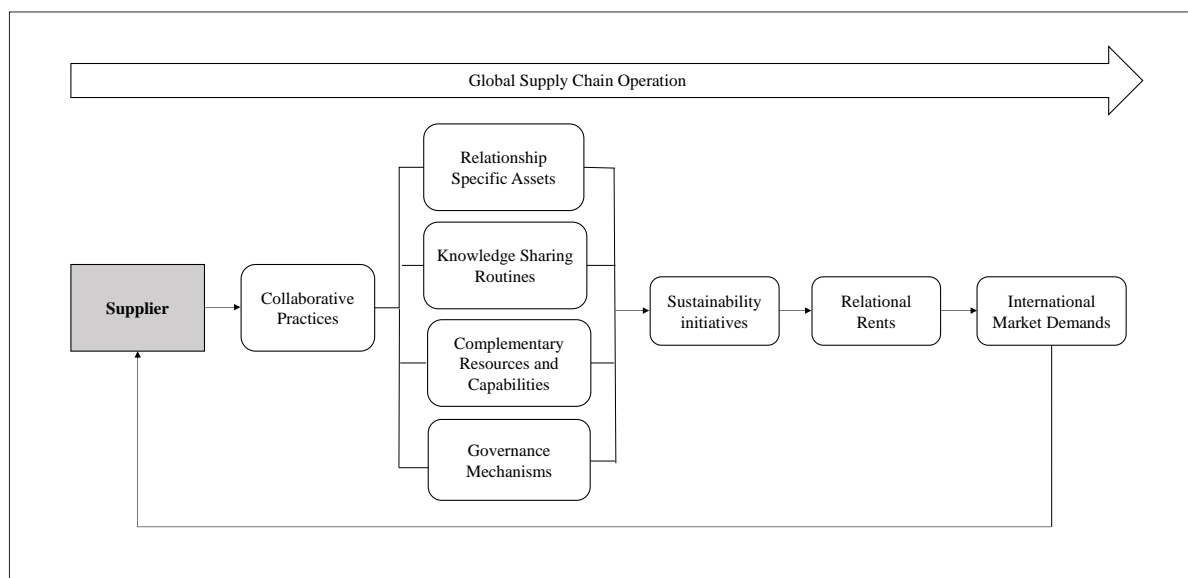 Global Supply Chain Operation
Relationship
Specific Assets
Knowledge Sharing
Routines
Supplier
Collaborative
Practices
Complementary
Resources and
Capabilities
Governance
Mechanisms
Sustainability
initiatives
Relational
Rents
International
Market Demands